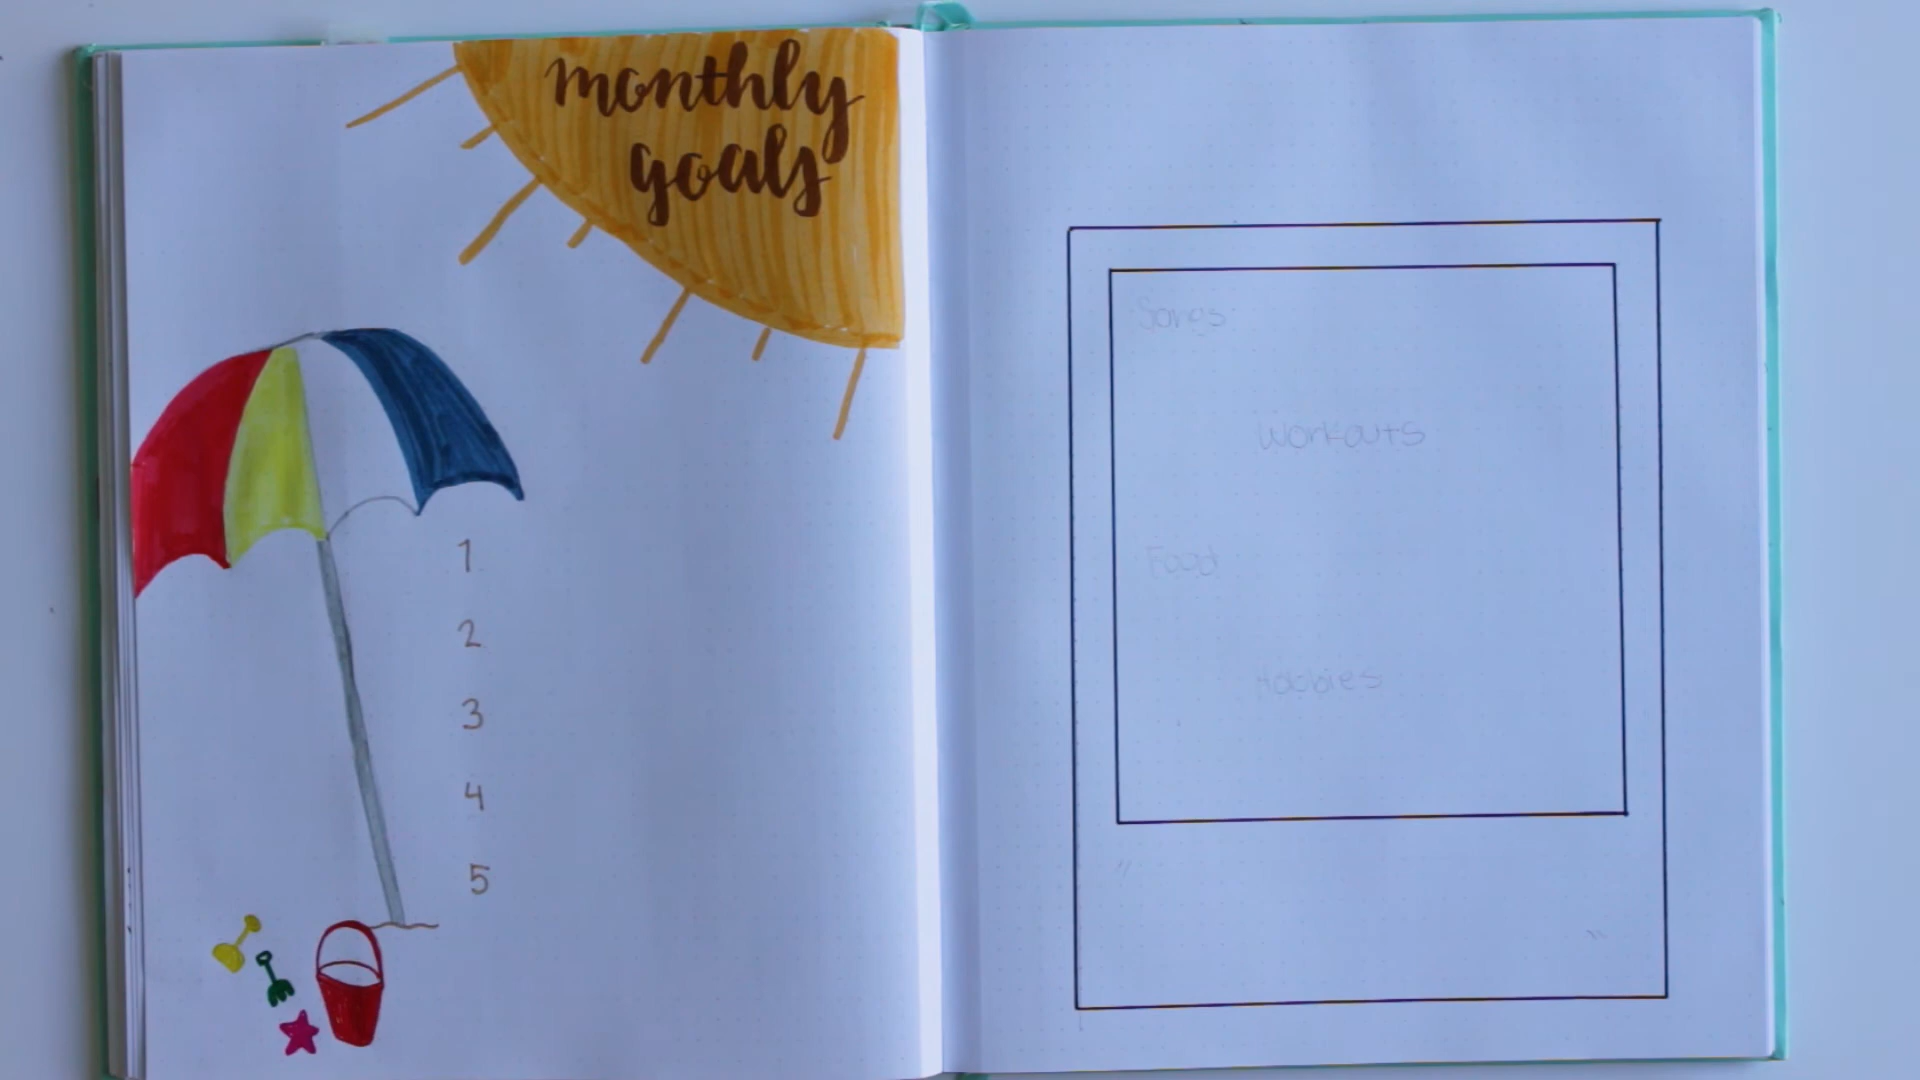 monthly
goals
1
2
3
4
5
Songs
Workouts
Food
Hobbies
" "